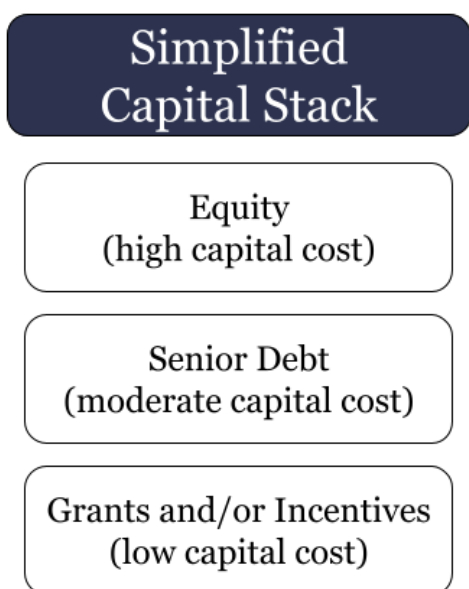 Simplified
Capital Stack
Equity
(high capital cost)
Senior Debt
(moderate capital cost)
Grants and/or Incentives
(low capital cost)